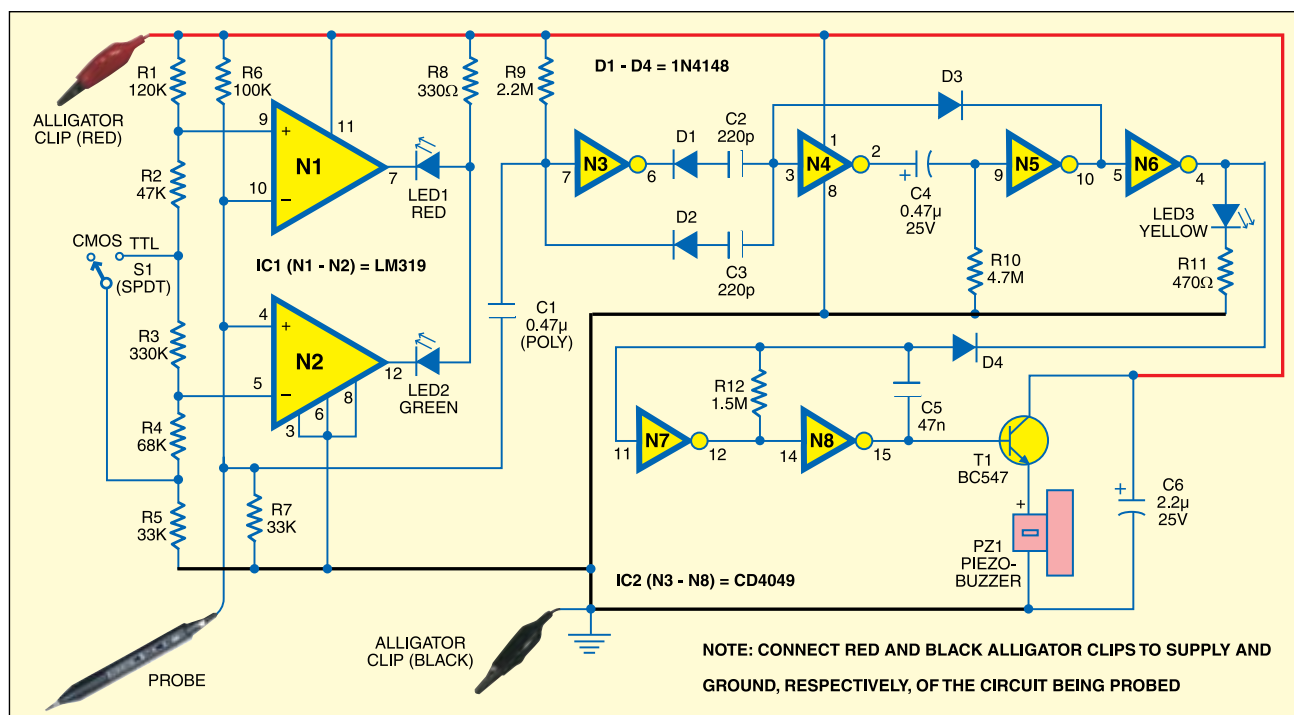 ALLIGATOR
CLIP (RED)
R1
120K
R6
100K
R8
330Ω
R9
2.2M
D1 - D4 = 1N4148
9
+
11
N1
10
−
7
LED1
RED
R2
47K
CMOS
TTL
S1
(SPDT)
IC1 (N1 - N2) = LM319
R3
330K
4
+
N2
5
−
12
LED2
GREEN
3
6
8
R4
68K
R5
33K
R7
33K
C1
0.47µ
(POLY)
7
N3
6
D1
C2
220p
D2
C3
220p
D3
1
3
N4
2
8
+
C4
0.47µ
25V
9
N5
10
5
N6
4
R10
4.7M
LED3
YELLOW
R11
470Ω
D4
R12
1.5M
C5
47n
11
N7
12
14
N8
15
T1
BC547
+
PZ1
PIEZO-
BUZZER
+
C6
2.2µ
25V
IC2 (N3 - N8) = CD4049
PROBE
ALLIGATOR
CLIP (BLACK)
NOTE: CONNECT RED AND BLACK ALLIGATOR CLIPS TO SUPPLY AND
GROUND, RESPECTIVELY, OF THE CIRCUIT BEING PROBED